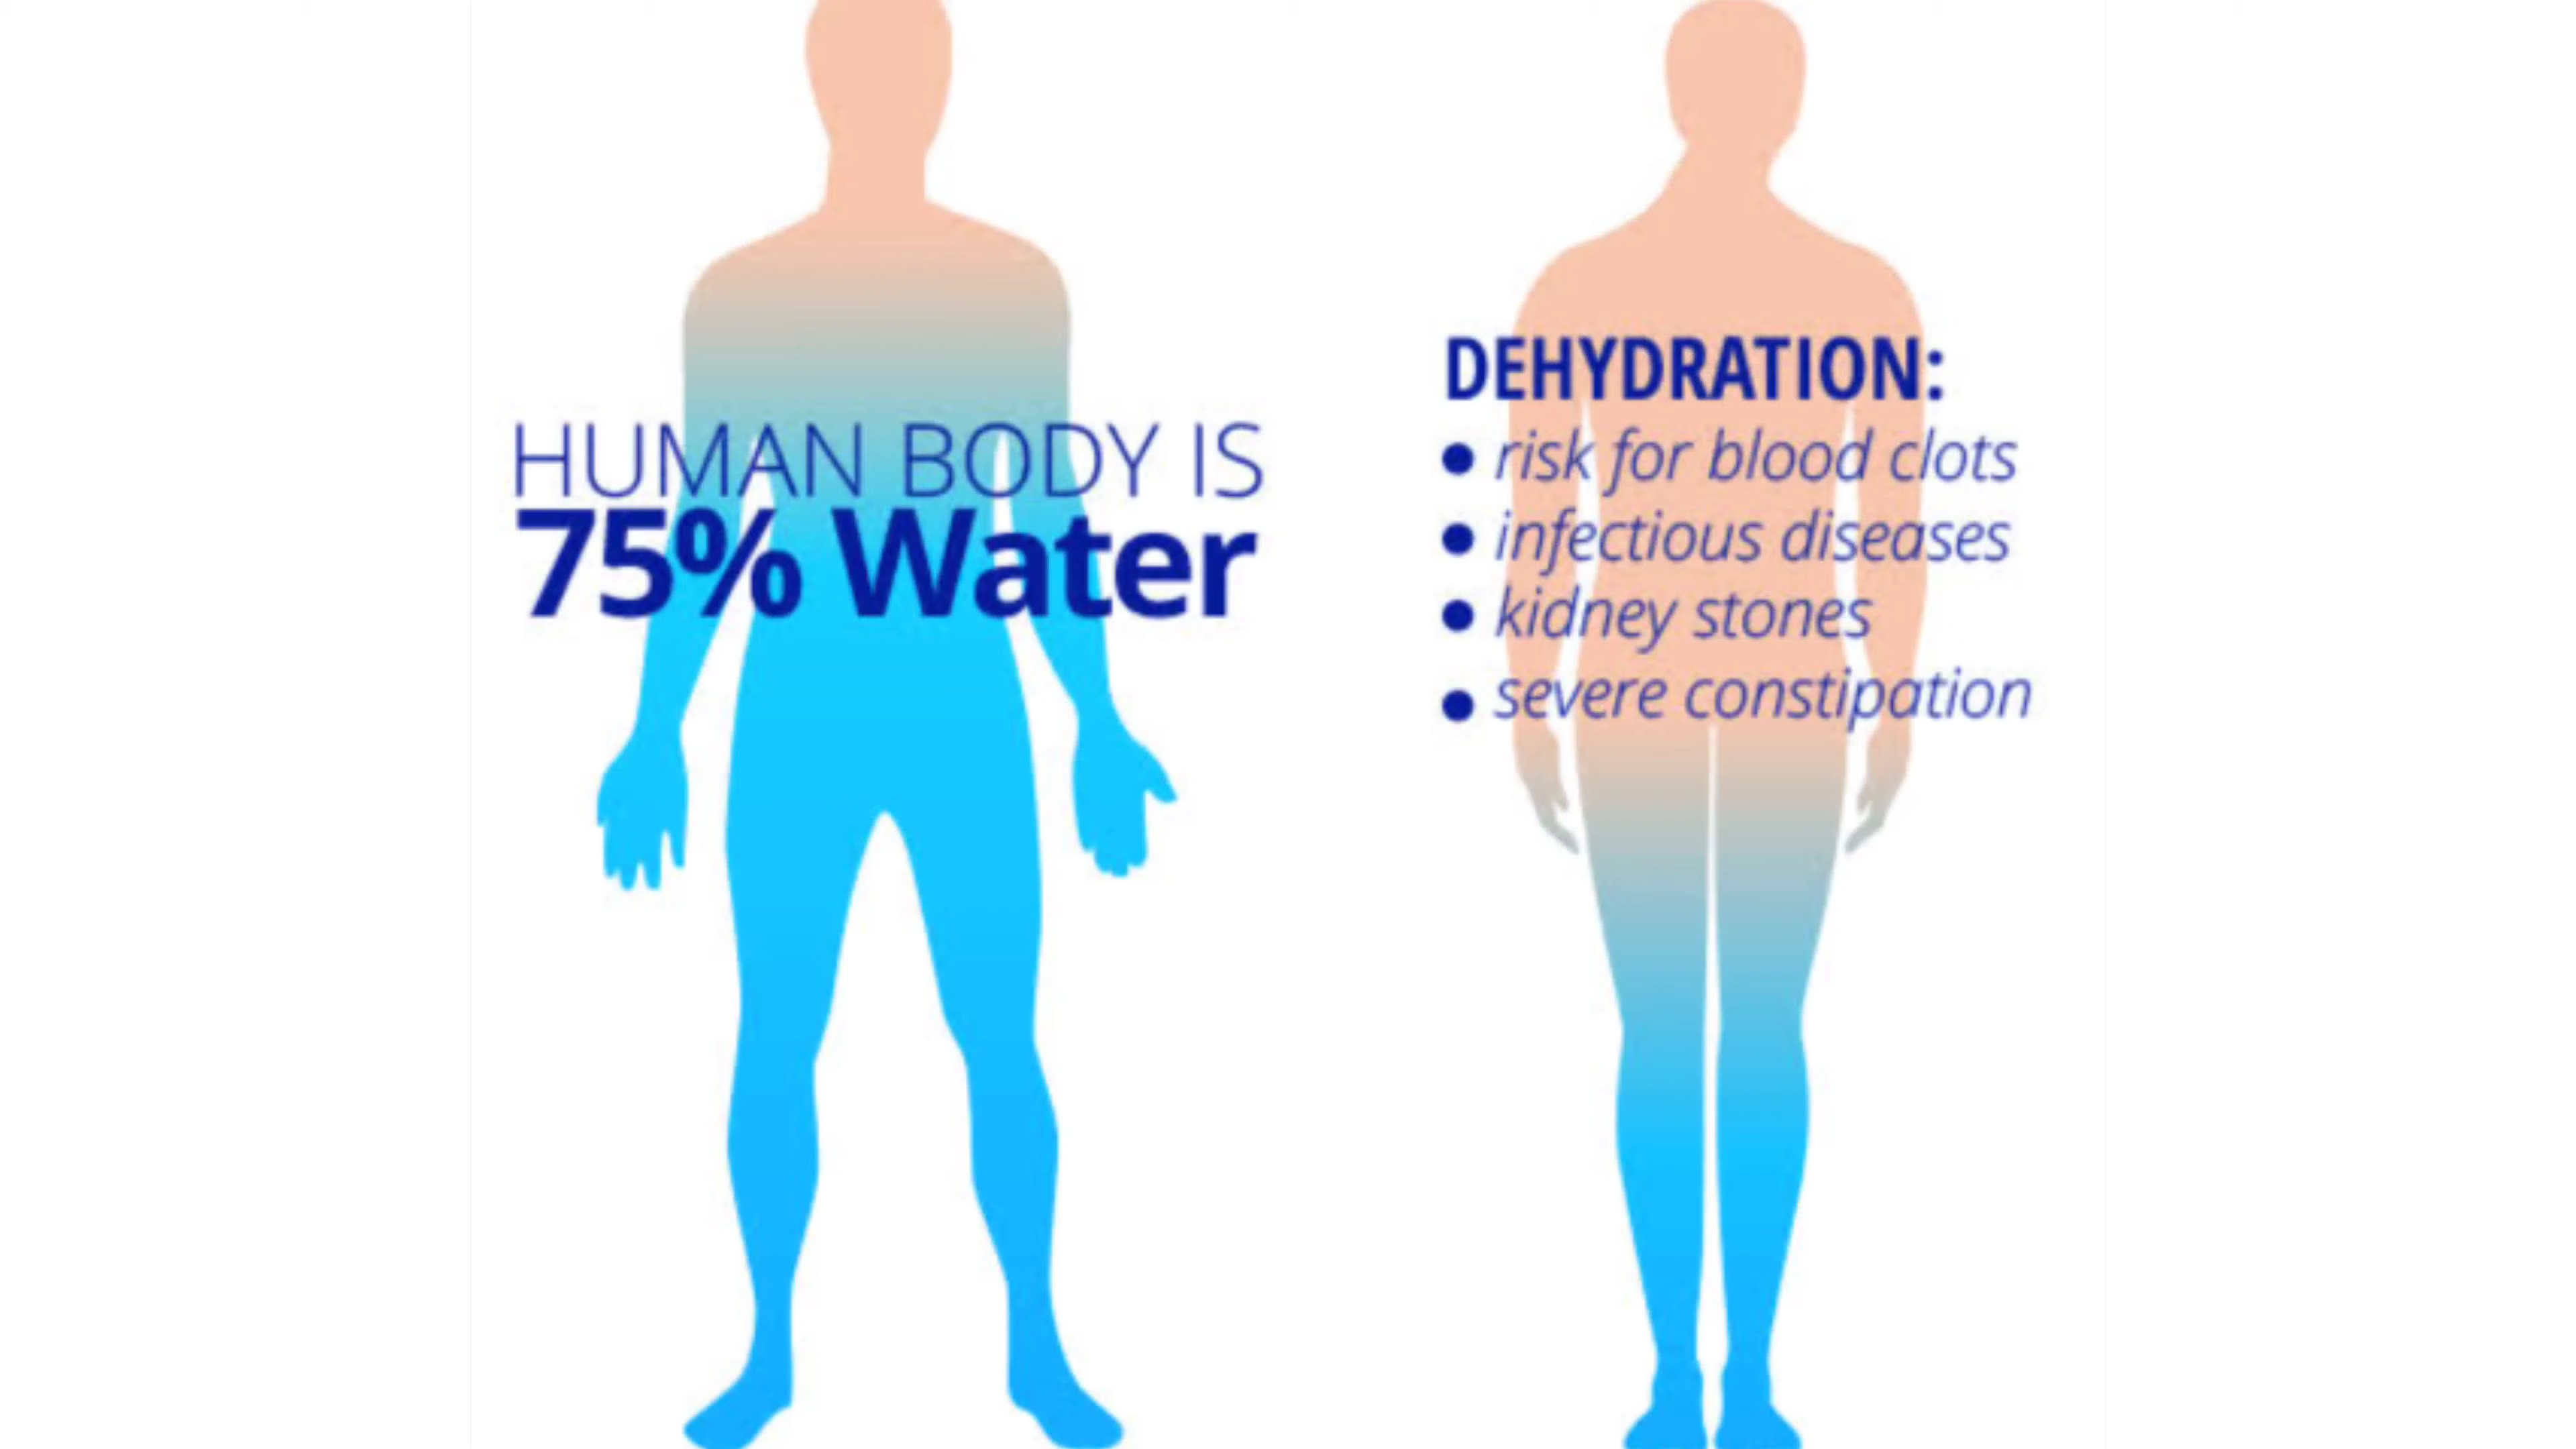 HUMAN BODY IS
75% Water
DEHYDRATION:
• risk for blood clots
• infectious diseases
• kidney stones
• severe constipation